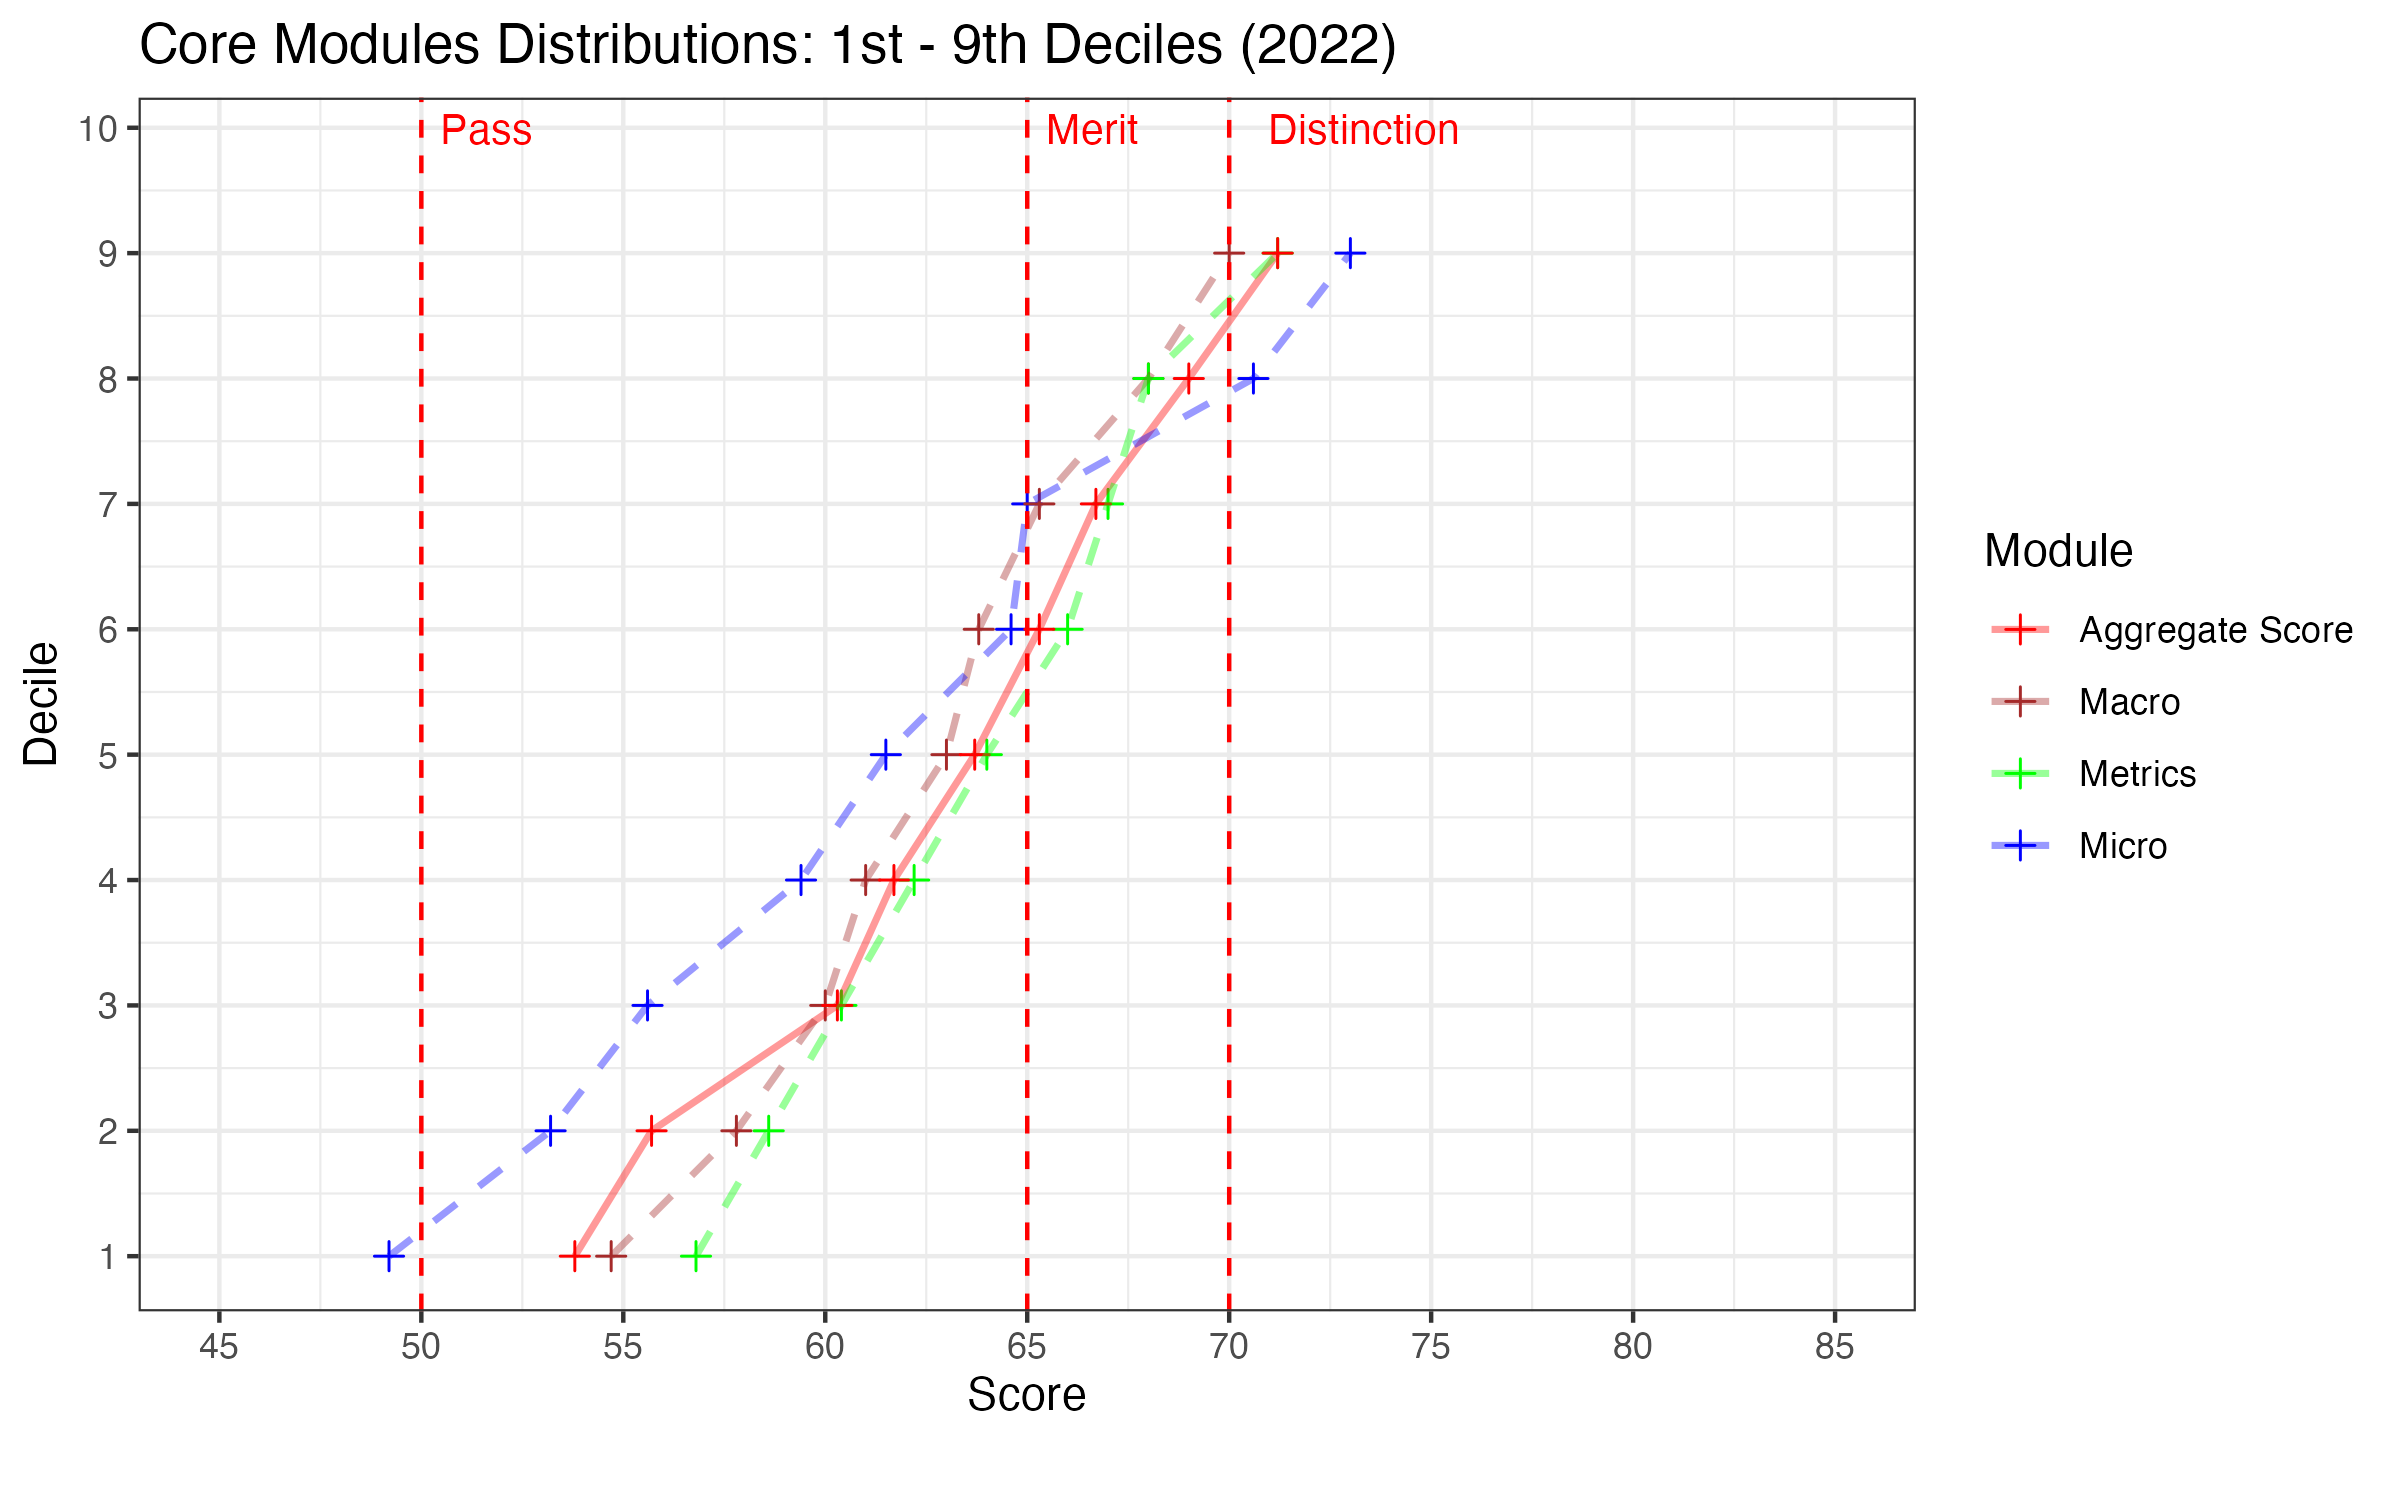 Core Modules Distributions: 1st - 9th Deciles (2022)
Pass
Merit
Distinction
10
9
8
7
6
5
4
3
2
1
Decile
45
50
55
60
65
70
75
80
85
Score
Module
Aggregate Score
Macro
Metrics
Micro